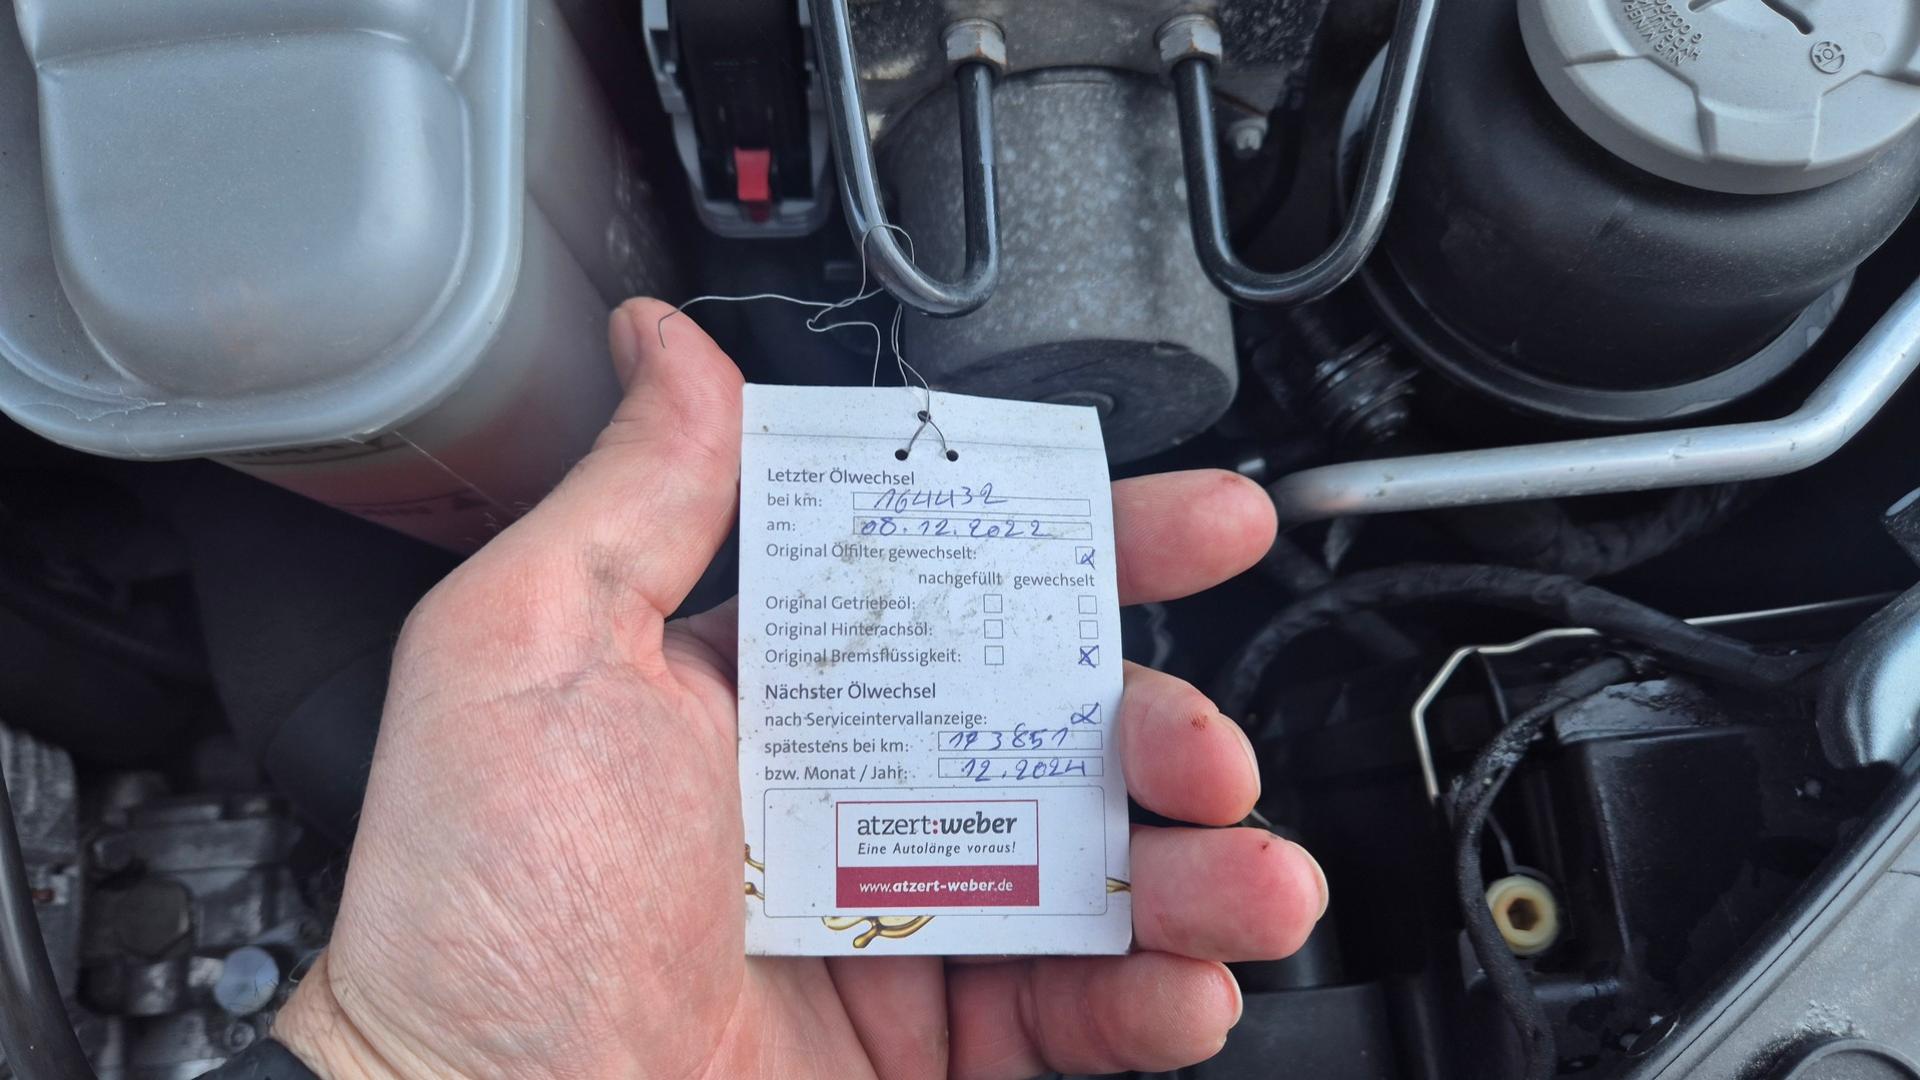 Letzter Ölwechsel
bei km: 164432
am: 08.12.2022
Original Ölfilter gewechselt:
nachgefüllt gewechselt
Original Getriebeöl:
Original Hinterachsöl:
Original Bremsflüssigkeit:
Nächster Ölwechsel
nach Serviceintervallanzeige:
spätestens bei km: 173851
bzw. Monat / Jahr: 12.2024
atzert:weber
Eine Autolänge voraus!
www.atzert-weber.de